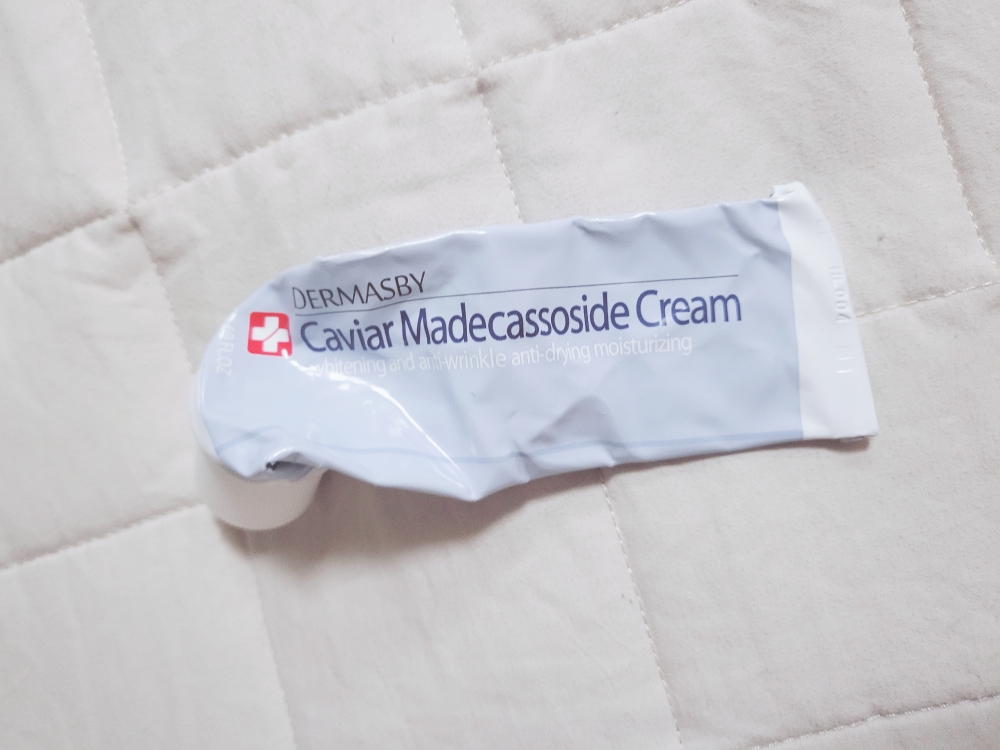 DERMASBY
Caviar Madecassoside Cream
whitening and anti-wrinkle anti-drying moisturizing